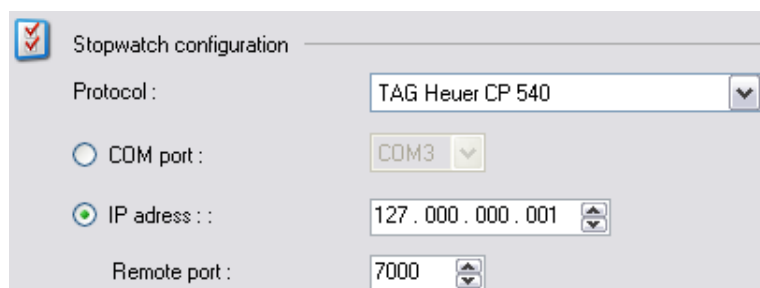 Stopwatch configuration
Protocol : TAG Heuer CP 540
COM port : COM3
IP adress : : 127 . 000 . 000 . 001
Remote port : 7000